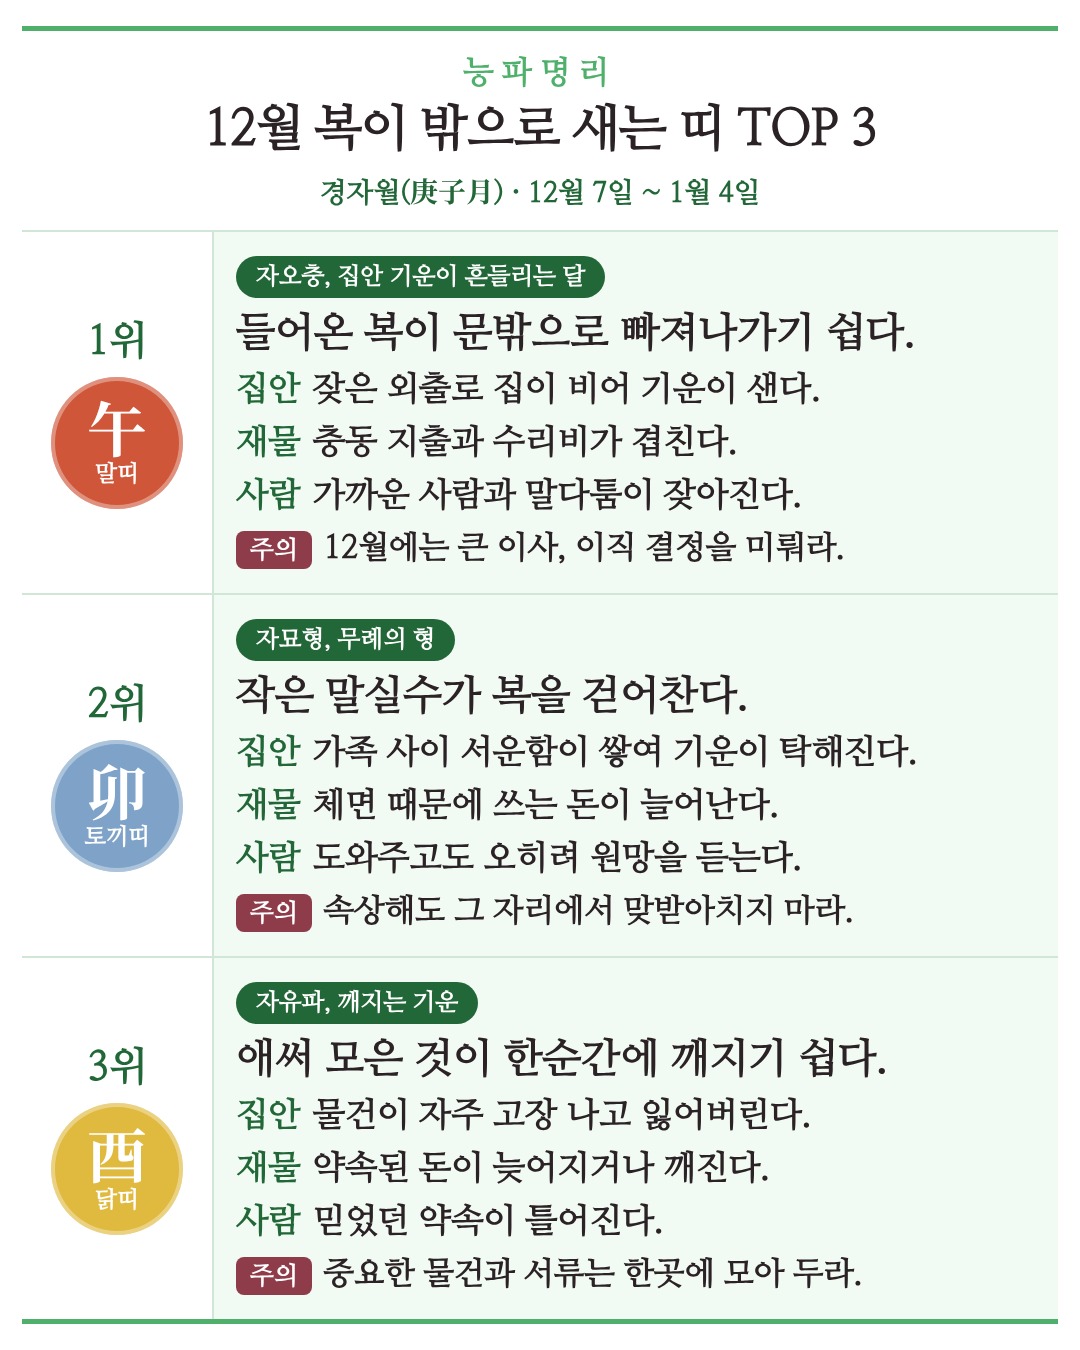 능파명리
12월 복이 밖으로 새는 띠 TOP 3
경자월(庚子月) · 12월 7일 ~ 1월 4일
1위
午
말띠
자오충, 집안 기운이 흔들리는 달
들어온 복이 문밖으로 빠져나가기 쉽다.
집안 잦은 외출로 집이 비어 기운이 샌다.
재물 충동 지출과 수리비가 겹친다.
사람 가까운 사람과 말다툼이 잦아진다.
주의 12월에는 큰 이사, 이직 결정을 미뤄라.
2위
卯
토끼띠
자묘형, 무례의 형
작은 말실수가 복을 걷어찬다.
집안 가족 사이 서운함이 쌓여 기운이 탁해진다.
재물 체면 때문에 쓰는 돈이 늘어난다.
사람 도와주고도 오히려 원망을 듣는다.
주의 속상해도 그 자리에서 맞받아치지 마라.
3위
酉
닭띠
자유파, 깨지는 기운
애써 모은 것이 한순간에 깨지기 쉽다.
집안 물건이 자주 고장 나고 잃어버린다.
재물 약속된 돈이 늦어지거나 깨진다.
사람 믿었던 약속이 틀어진다.
주의 중요한 물건과 서류는 한곳에 모아 두라.